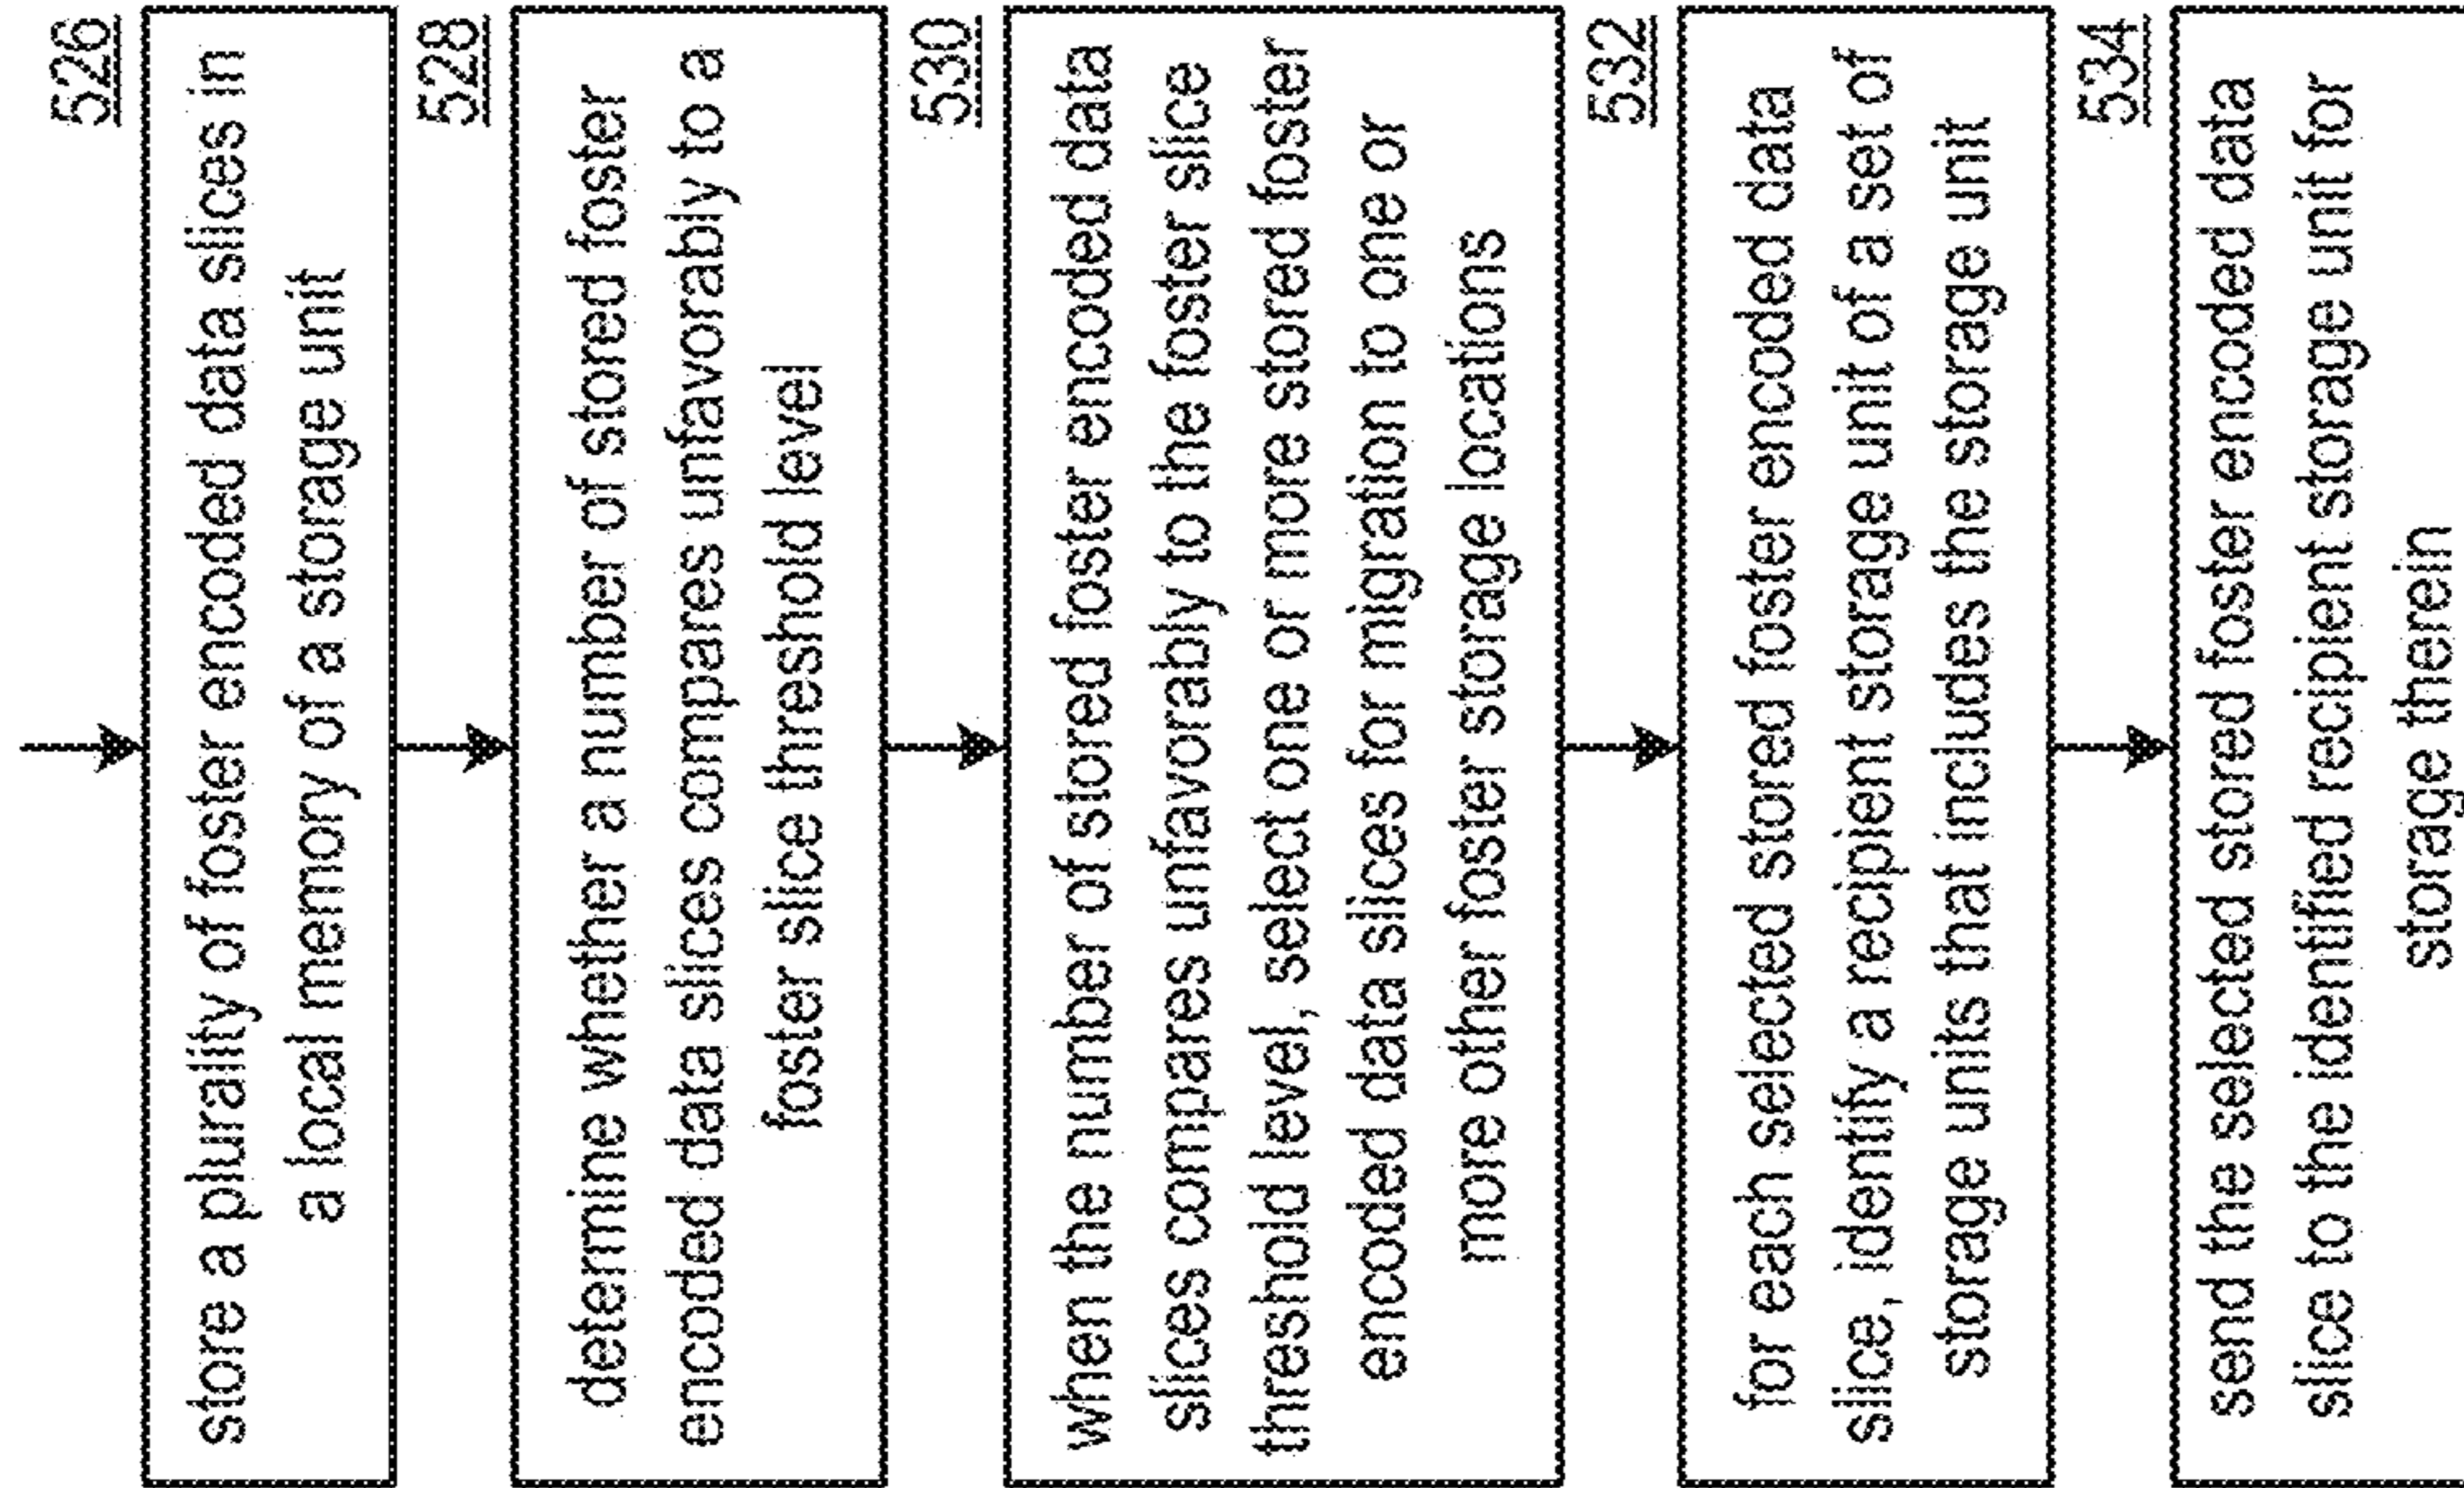 526
store a plurality of foster encoded data slices in
a local memory of a storage unit
528
determine whether a number of stored foster
encoded data slices compares unfavorably to a
foster slice threshold level
530
when the number of stored foster encoded data
slices compares unfavorably to the foster slice
threshold level, select one or more stored foster
encoded data slices for migration to one or
more other foster storage locations
532
for each selected stored foster encoded data
slice, identify a recipient storage unit of a set of
storage units that includes the storage unit
534
send the selected stored foster encoded data
slice to the identified recipient storage unit for
storage therein